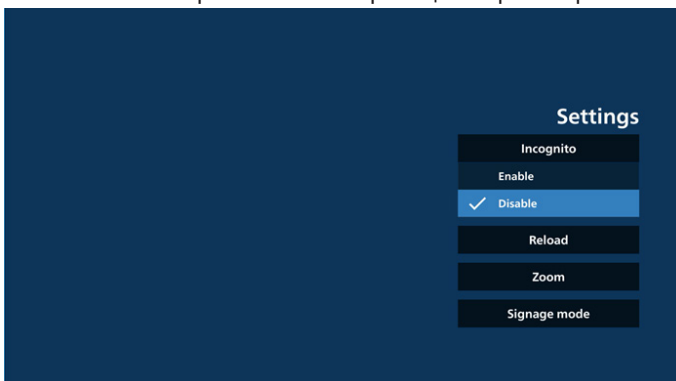 Settings
Incognito
Enable
Disable
Reload
Zoom
Signage mode